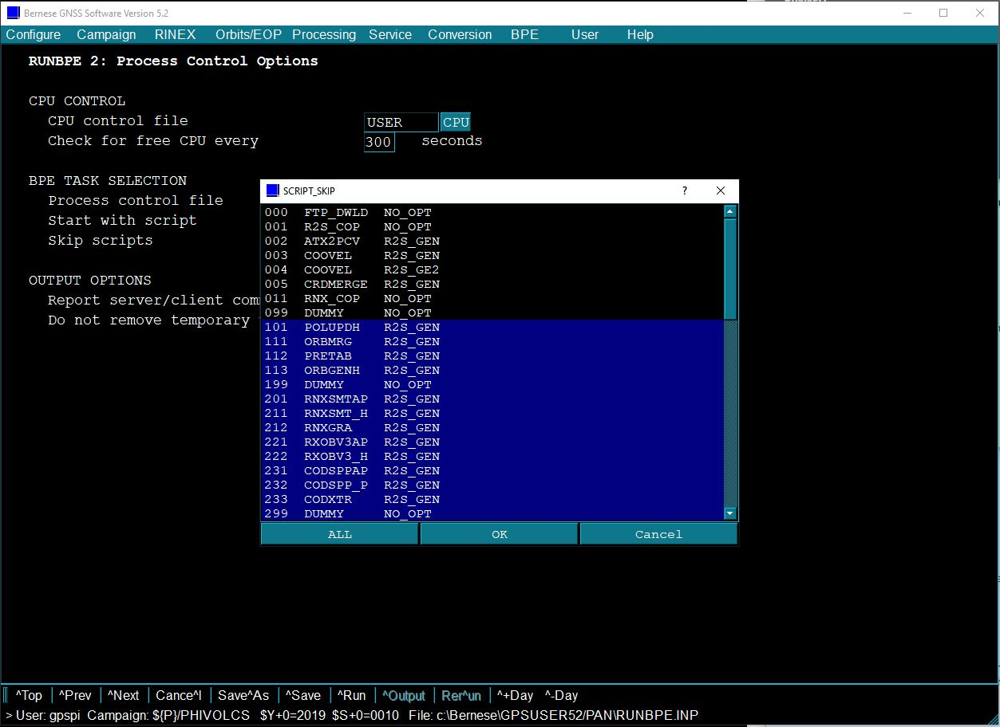 Bernese GNSS Software Version 5.2
Configure Campaign RINEX Orbits/EOP Processing Service Conversion BPE User Help
RUNBPE 2: Process Control Options
CPU CONTROL
CPU control file USER CPU
Check for free CPU every 300 seconds
BPE TASK SELECTION
Process control file
Start with script
Skip scripts
OUTPUT OPTIONS
Report server/client com
Do not remove temporary
SCRIPT_SKIP ?
000 FTP_DWLD NO_OPT
001 R2S_COP NO_OPT
002 ATX2PCV R2S_GEN
003 COOVEL R2S_GEN
004 COOVEL R2S_GE2
005 CRDMERGE R2S_GEN
011 RNX_COP NO_OPT
099 DUMMY NO_OPT
101 POLUPDH R2S_GEN
111 ORBMRG R2S_GEN
112 PRETAB R2S_GEN
113 ORBGENH R2S_GEN
199 DUMMY NO_OPT
201 RNXSMTAP R2S_GEN
211 RNXSMT_H R2S_GEN
212 RNXGRA R2S_GEN
221 RXOBV3AP R2S_GEN
222 RXOBV3_H R2S_GEN
231 CODSPPAP R2S_GEN
232 CODSPP_P R2S_GEN
233 CODXTR R2S_GEN
299 DUMMY NO_OPT
ALL OK Cancel
^Top ^Prev ^Next Cance^l Save^As ^Save ^Run ^Output Rer^un ^+Day ^-Day
> User: gpspi Campaign: ${P}/PHIVOLCS $Y+0=2019 $S+0=0010 File: c:\Bernese\GPSUSER52/PAN\RUNBPE.INP